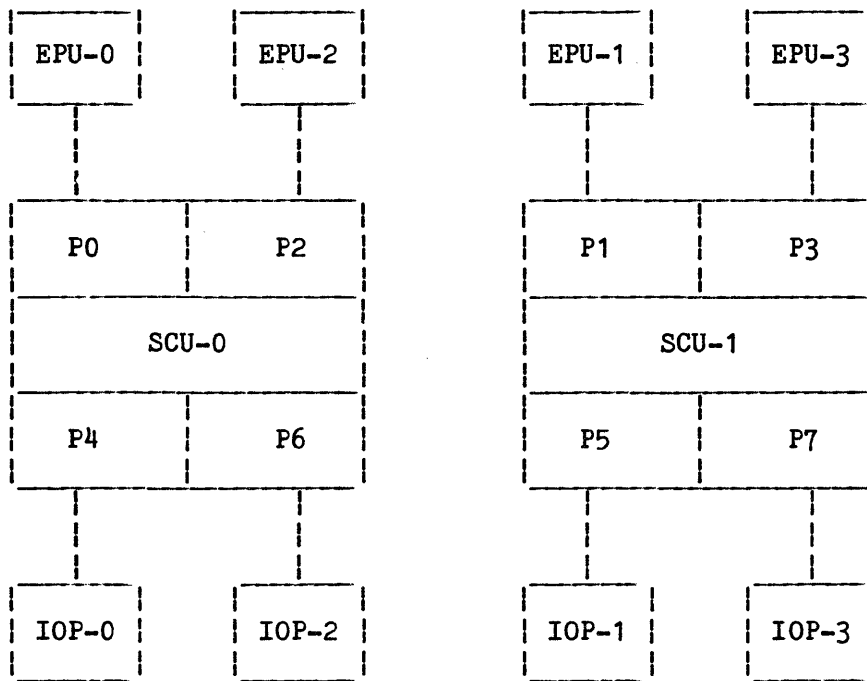 EPU-0 EPU-2 EPU-1 EPU-3
P0 P2 P1 P3
SCU-0 SCU-1
P4 P6 P5 P7
IOP-0 IOP-2 IOP-1 IOP-3